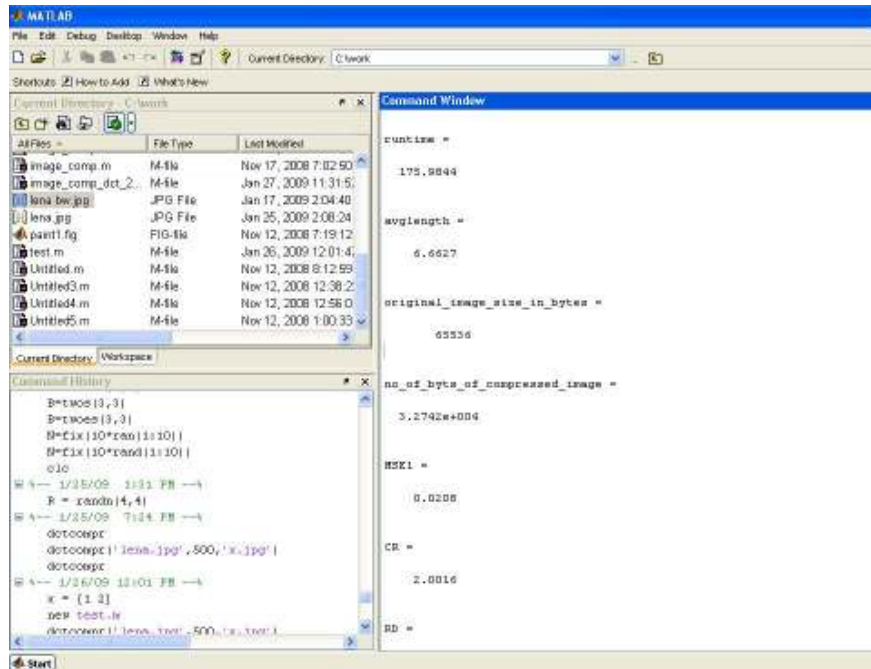 MATLAB
File Edit Debug Desktop Window Help
Current Directory: C:\work
Shortcuts How to Add What's New
Current Directory - C:\work
All Files File Type Last Modified
image_comp.m M-file Nov 17, 2008 7:02:50
image_comp_dct_2... M-file Jan 27, 2009 11:31:5
lena bw.jpg JPG File Jan 17, 2009 2:04:40
lena.jpg JPG File Jan 25, 2009 2:08:24
paint1.fig FIG-file Nov 12, 2008 7:19:12
test.m M-file Jan 26, 2009 12:01:4
Untitled.m M-file Nov 12, 2008 8:12:59
Untitled3.m M-file Nov 12, 2008 12:38:2
Untitled4.m M-file Nov 12, 2008 12:56:0
Untitled5.m M-file Nov 12, 2008 1:00:33
Current Directory Workspace
Command History
B=twos(3,3)
B=twoes(3,3)
N=fix(10*ran(1:10))
N=fix(10*rand(1:10))
clc
%-- 1/25/09 1:31 PM --%
R = randn(4,4)
%-- 1/25/09 7:24 PM --%
dctcompr
dctcompr('lena.jpg',500,'x.jpg')
dctcompr
%-- 1/26/09 12:01 PM --%
x = [1 2]
new test.m
dctcompr('lena.jpg',500,'x.jpg')
Start
Command Window
runtime =
175.9844
avglength =
6.6627
original_image_size_in_bytes =
65536
no_of_byts_of_compressed_image =
3.2742e+004
MSE1 =
0.0208
CR =
2.0016
RD =